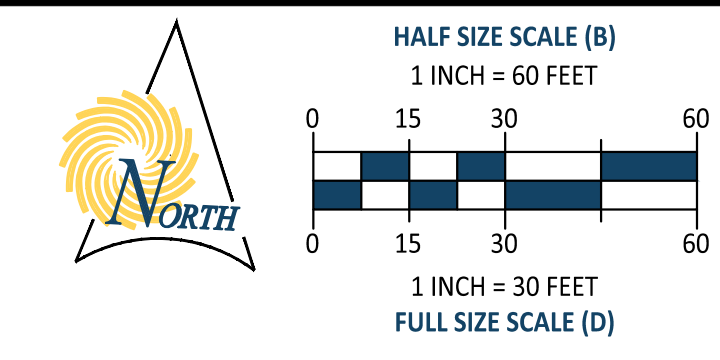 HALF SIZE SCALE (B)
1 INCH = 60 FEET
0 15 30 60
NORTH
0 15 30 60
1 INCH = 30 FEET
FULL SIZE SCALE (D)